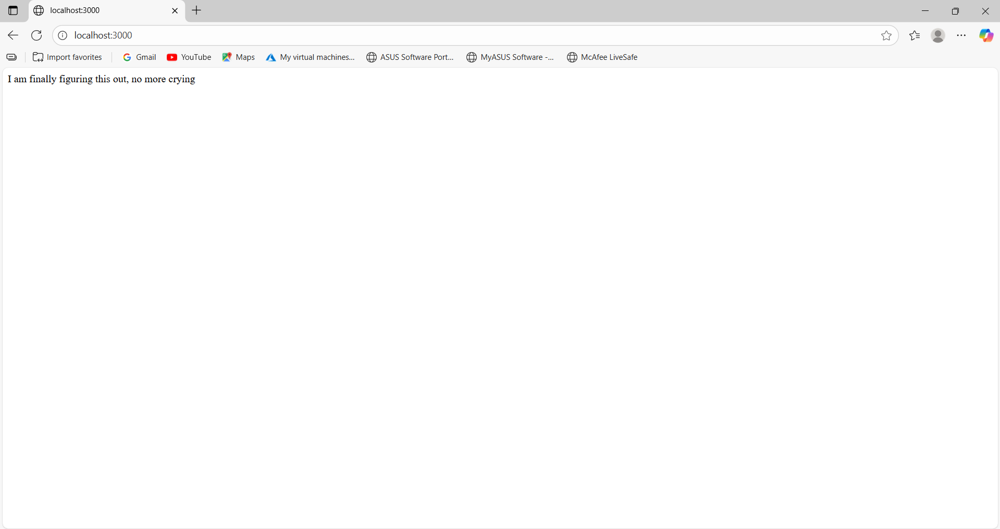 localhost:3000
localhost:3000
Import favorites Gmail YouTube Maps My virtual machines... ASUS Software Port... MyASUS Software -... McAfee LiveSafe
I am finally figuring this out, no more crying